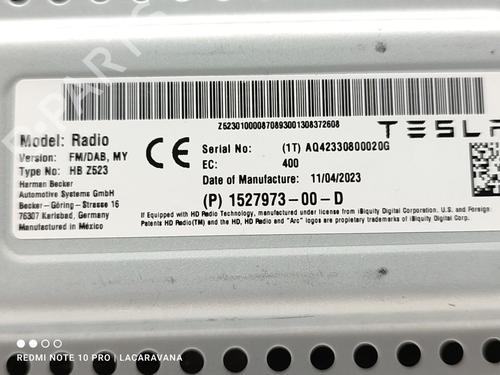 Z523010000870893001308372608
TESLA
Model: Radio
Version: FM/DAB, MY
Type No: HB Z523
Harman Becker
Automotive Systems GmbH
Becker-Göring-Strasse 16
76307 Karlsbad, Germany
Manufactured in México
Serial No: (1T) AQ42330800020G
EC: 400
Date of Manufacture: 11/04/2023
(P) 1527973-00-D
If Equipped with HD Radio Technology, manufactured under license from iBiquity Digital Corporation. U.S. and Foreign
Patents HD Radio(TM) and the HD, HD Radio and "Arc" logos are proprietary trademarks of iBiquity Digital Corp.
REDMI NOTE 10 PRO | LACARAVANA